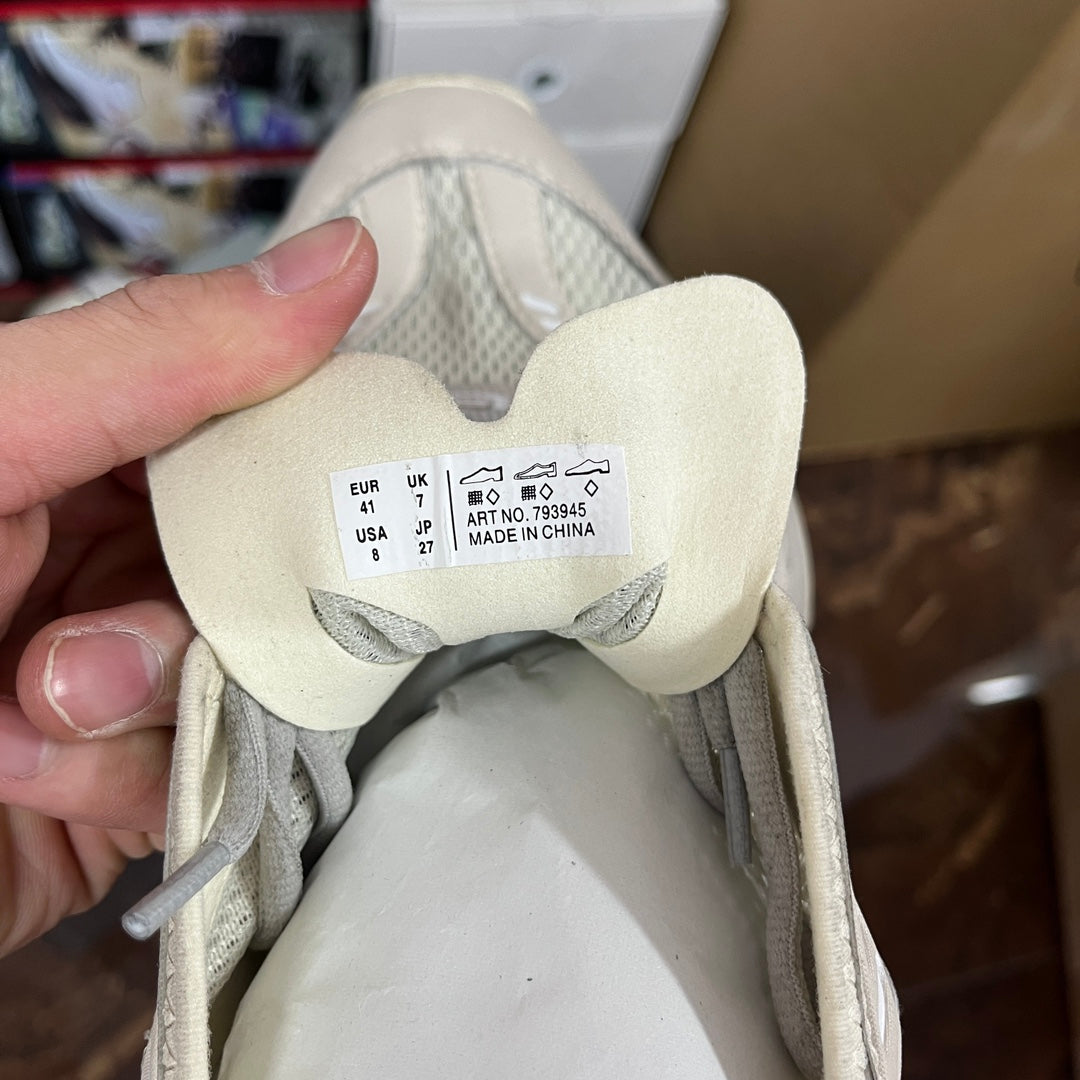 EUR UK
41 7
USA JP
8 27
ART NO. 793945
MADE IN CHINA